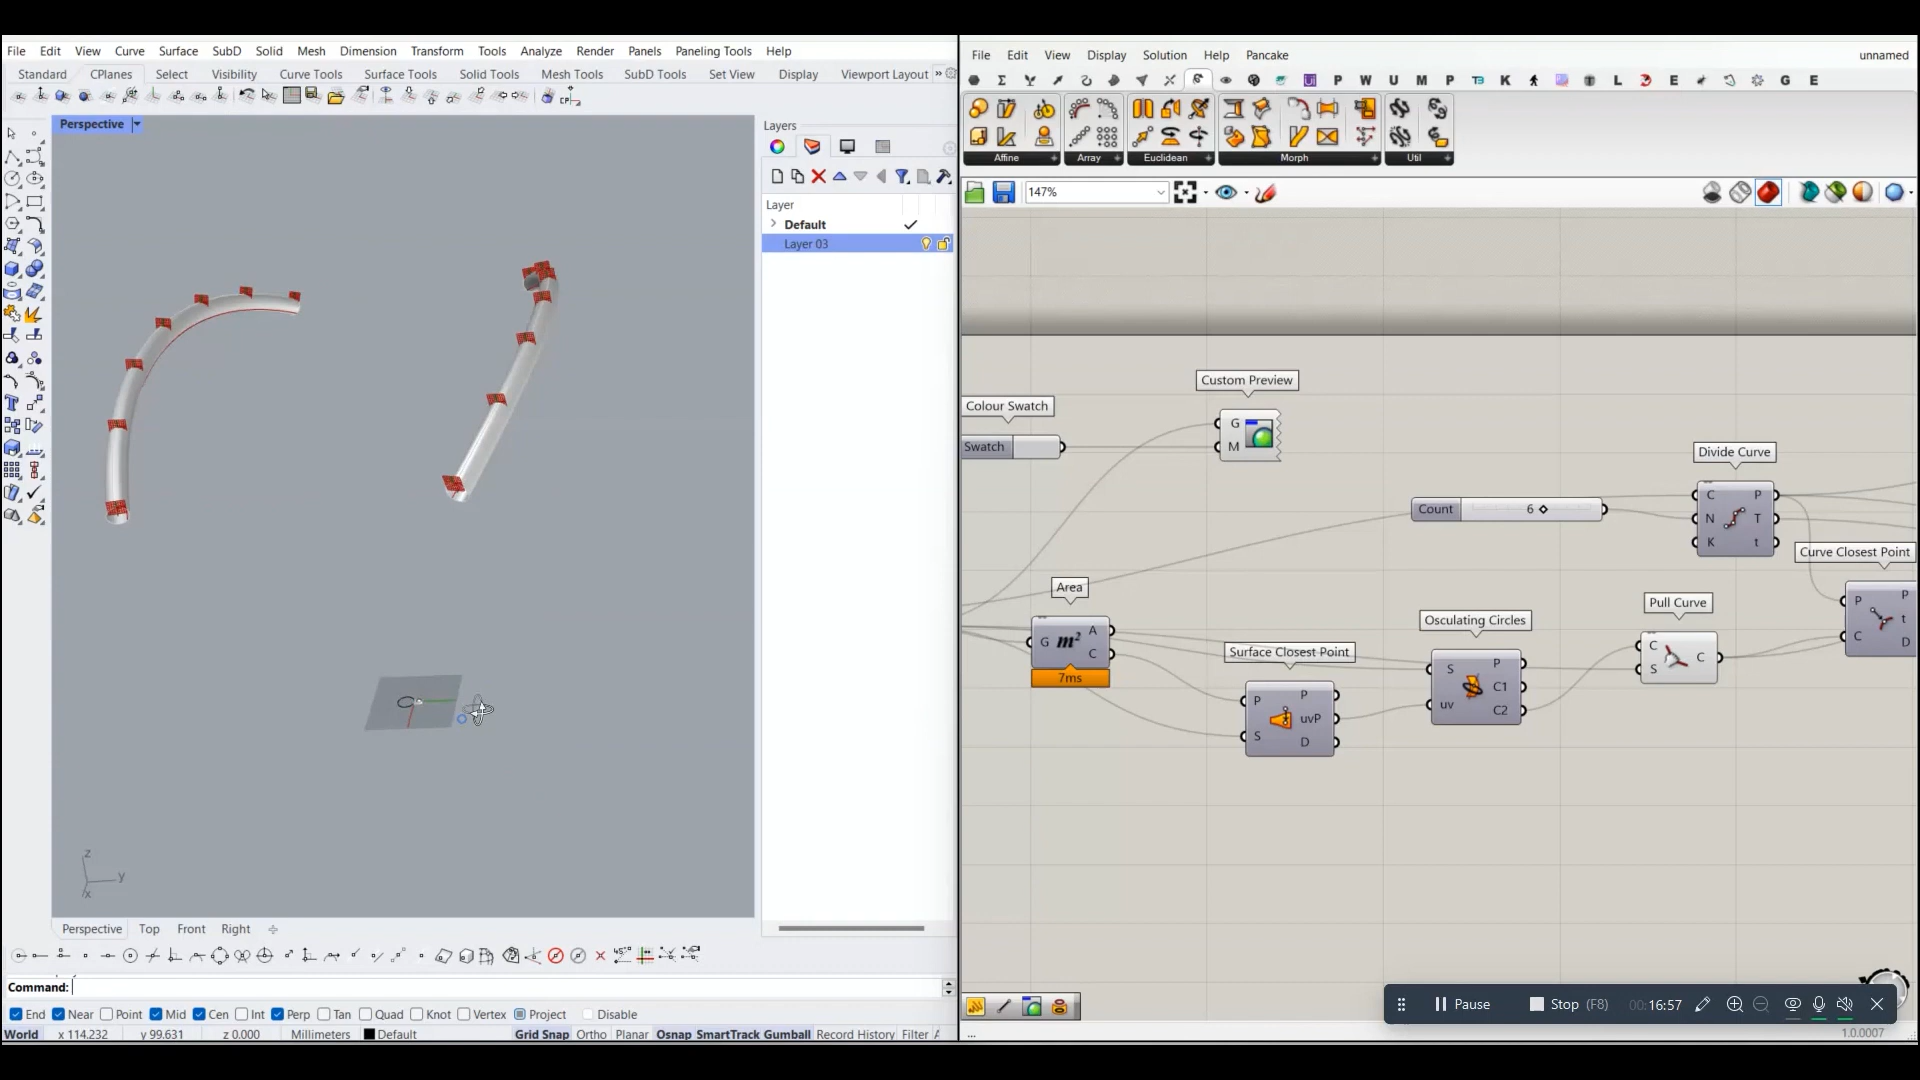 File Edit View Curve Surface SubD Solid Mesh Dimension Transform Tools Analyze Render Panels Paneling Tools Help
Standard CPlanes Select Visibility Curve Tools Surface Tools Solid Tools Mesh Tools SubD Tools Set View Display Viewport Layout »
Perspective
Layers
Layer
Default
Layer 03
z
y
x
Perspective Top Front Right
Command:
End Near Point Mid Cen Int Perp Tan Quad Knot Vertex Project Disable
World x 114.232 y 99.631 z 0.000 Millimeters Default Grid Snap Ortho Planar Osnap SmartTrack Gumball Record History Filter
File Edit View Display Solution Help Pancake unnamed
P W U M P K L E G E
Affine Array Euclidean Morph Util
147%
Custom Preview
G
M
Colour Swatch
Swatch
Divide Curve
C P
N T
K t
Count 6
Curve Closest Point
P P
t
C D
Area
G m² A
C
7ms
Pull Curve
C
S C
Osculating Circles
S P
C1
uv C2
Surface Closest Point
P P
uvP
S D
Pause Stop (F8) 00:16:57
...
1.0.0007